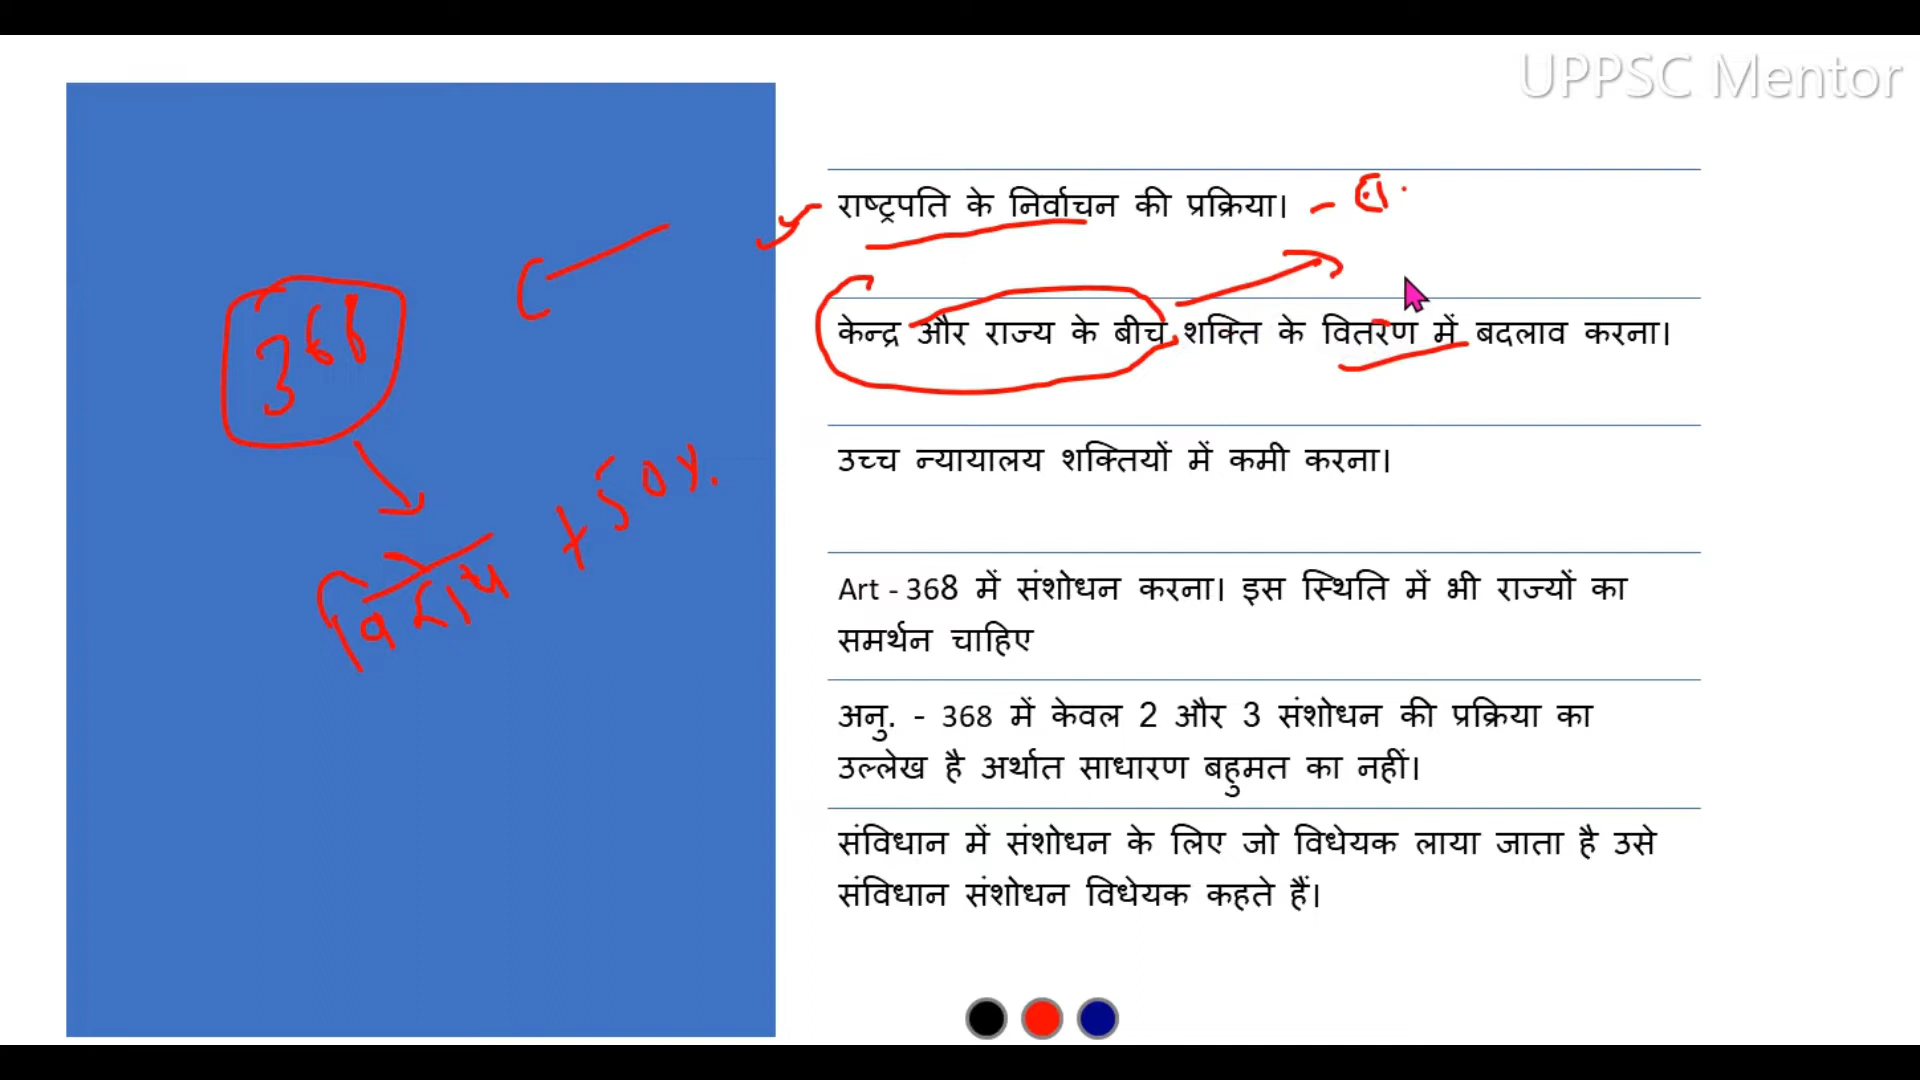 UPPSC Mentor
राष्ट्रपति के निर्वाचन की प्रक्रिया।
केन्द्र और राज्य के बीच शक्ति के वितरण में बदलाव करना।
368
उच्च न्यायालय शक्तियों में कमी करना।
+50%
Art - 368 में संशोधन करना। इस स्थिति में भी राज्यों का
समर्थन चाहिए
अनु. - 368 में केवल 2 और 3 संशोधन की प्रक्रिया का
उल्लेख है अर्थात साधारण बहुमत का नहीं।
संविधान में संशोधन के लिए जो विधेयक लाया जाता है उसे
संविधान संशोधन विधेयक कहते हैं।